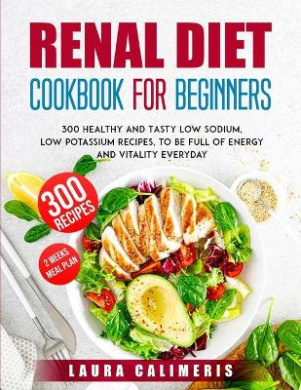 RENAL DIET
COOKBOOK FOR BEGINNERS
300 HEALTHY AND TASTY LOW SODIUM,
LOW POTASSIUM RECIPES, TO BE FULL OF ENERGY
AND VITALITY EVERYDAY
300
RECIPES
2 WEEKS
MEAL PLAN
LAURA CALIMERIS